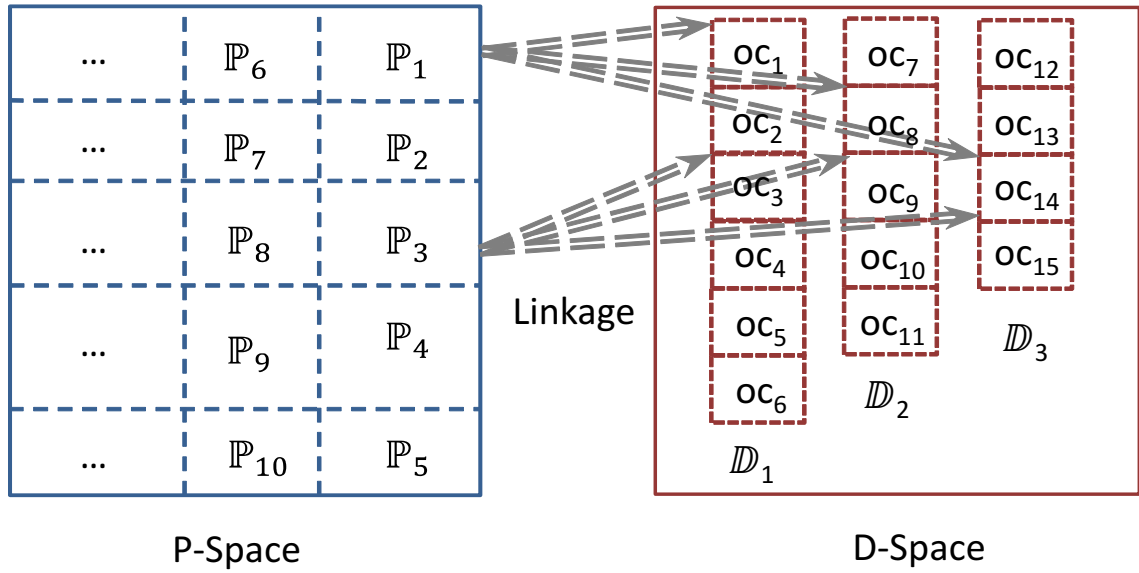 ... ℙ₆ ℙ₁
... ℙ₇ ℙ₂
... ℙ₈ ℙ₃
... ℙ₉ ℙ₄
... ℙ₁₀ ℙ₅
P-Space
Linkage
oc₁ oc₇ oc₁₂
oc₂ oc₈ oc₁₃
oc₃ oc₉ oc₁₄
oc₄ oc₁₀ oc₁₅
oc₅ oc₁₁
oc₆
𝔻₁ 𝔻₂ 𝔻₃
D-Space